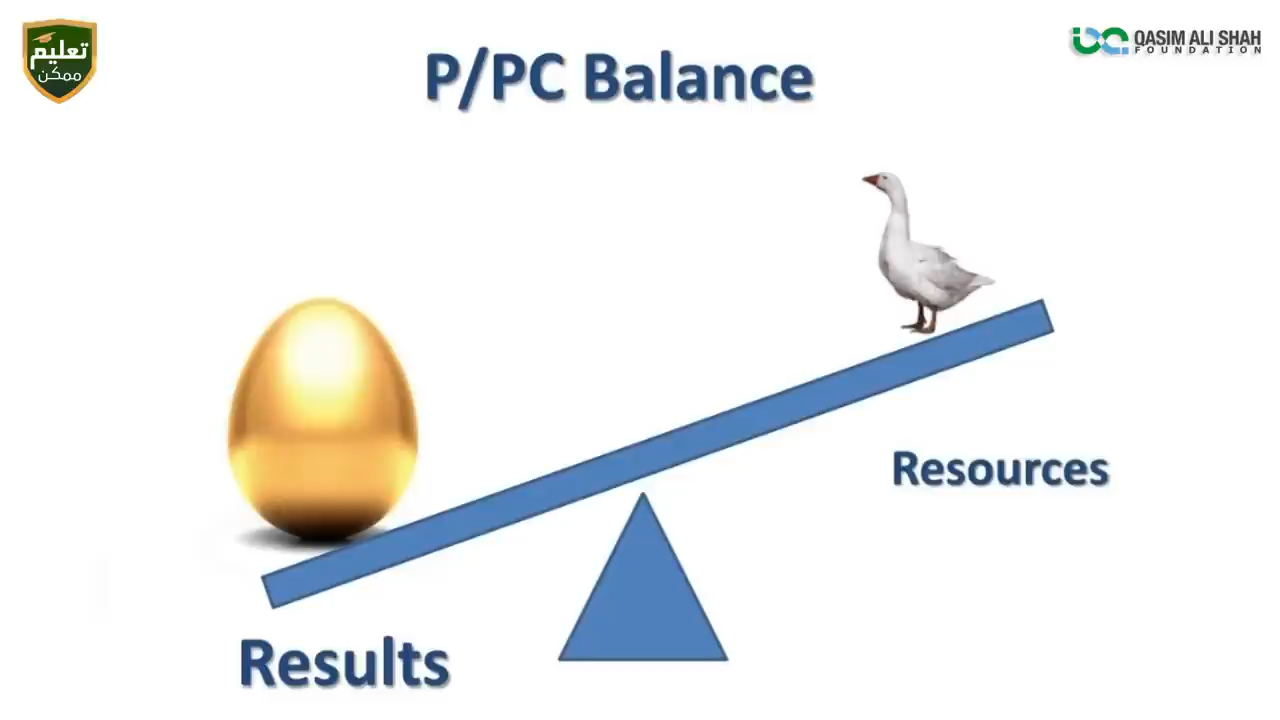 تعلیم
ممکن
QASIM ALI SHAH
FOUNDATION
P/PC Balance
Resources
Results